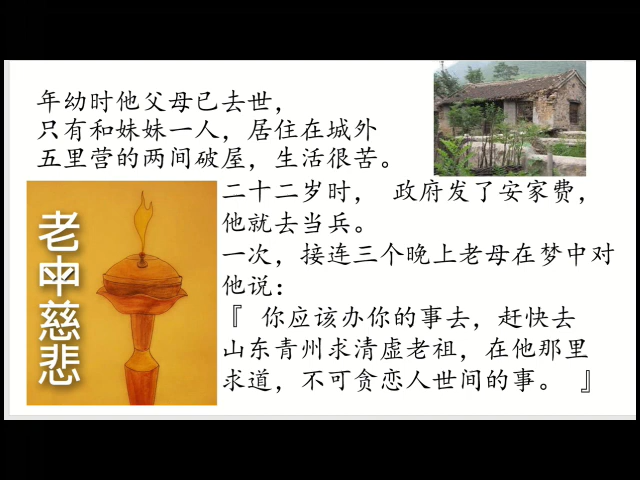 年幼时他父母已去世，
只有和妹妹一人，居住在城外
五里营的两间破屋，生活很苦。
二十二岁时， 政府发了安家费，
他就去当兵。
一次，接连三个晚上老母在梦中对
他说：
『 你应该办你的事去，赶快去
山东青州求清虚老祖，在他那里
求道，不可贪恋人世间的事。 』
老
慈
悲